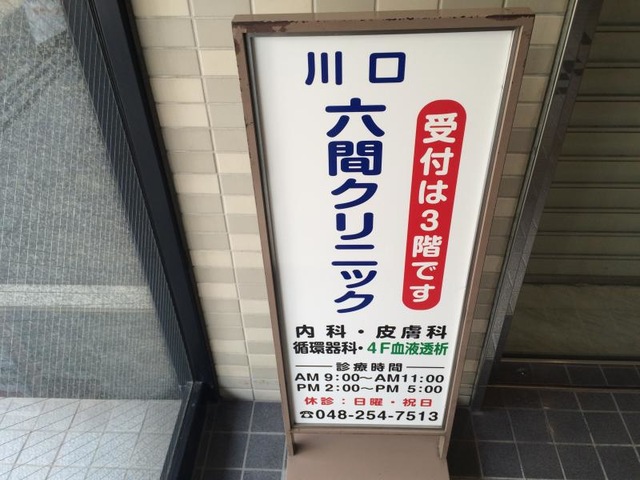 川口
六間クリニック
受付は3階です
内科・皮膚科
循環器科・4F血液透析
診療時間
AM 9:00～AM11:00
PM 2:00～PM 5:00
休診：日曜・祝日
☎048-254-7513